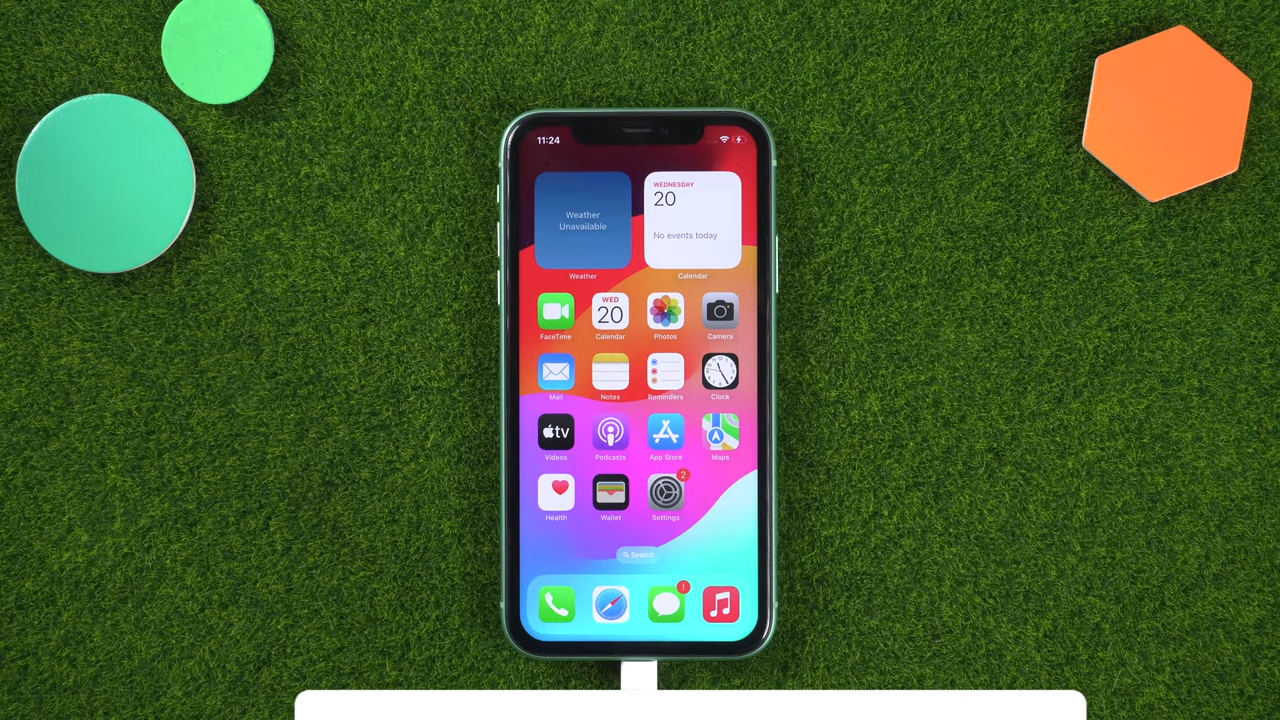 11:24
Weather
Unavailable
WEDNESDAY
20
No events today
Weather
Calendar
WED
20
FaceTime
Calendar
Photos
Camera
Mail
Notes
Reminders
Clock
tv
Videos
Podcasts
App Store
Maps
2
Health
Wallet
Settings
Search
!